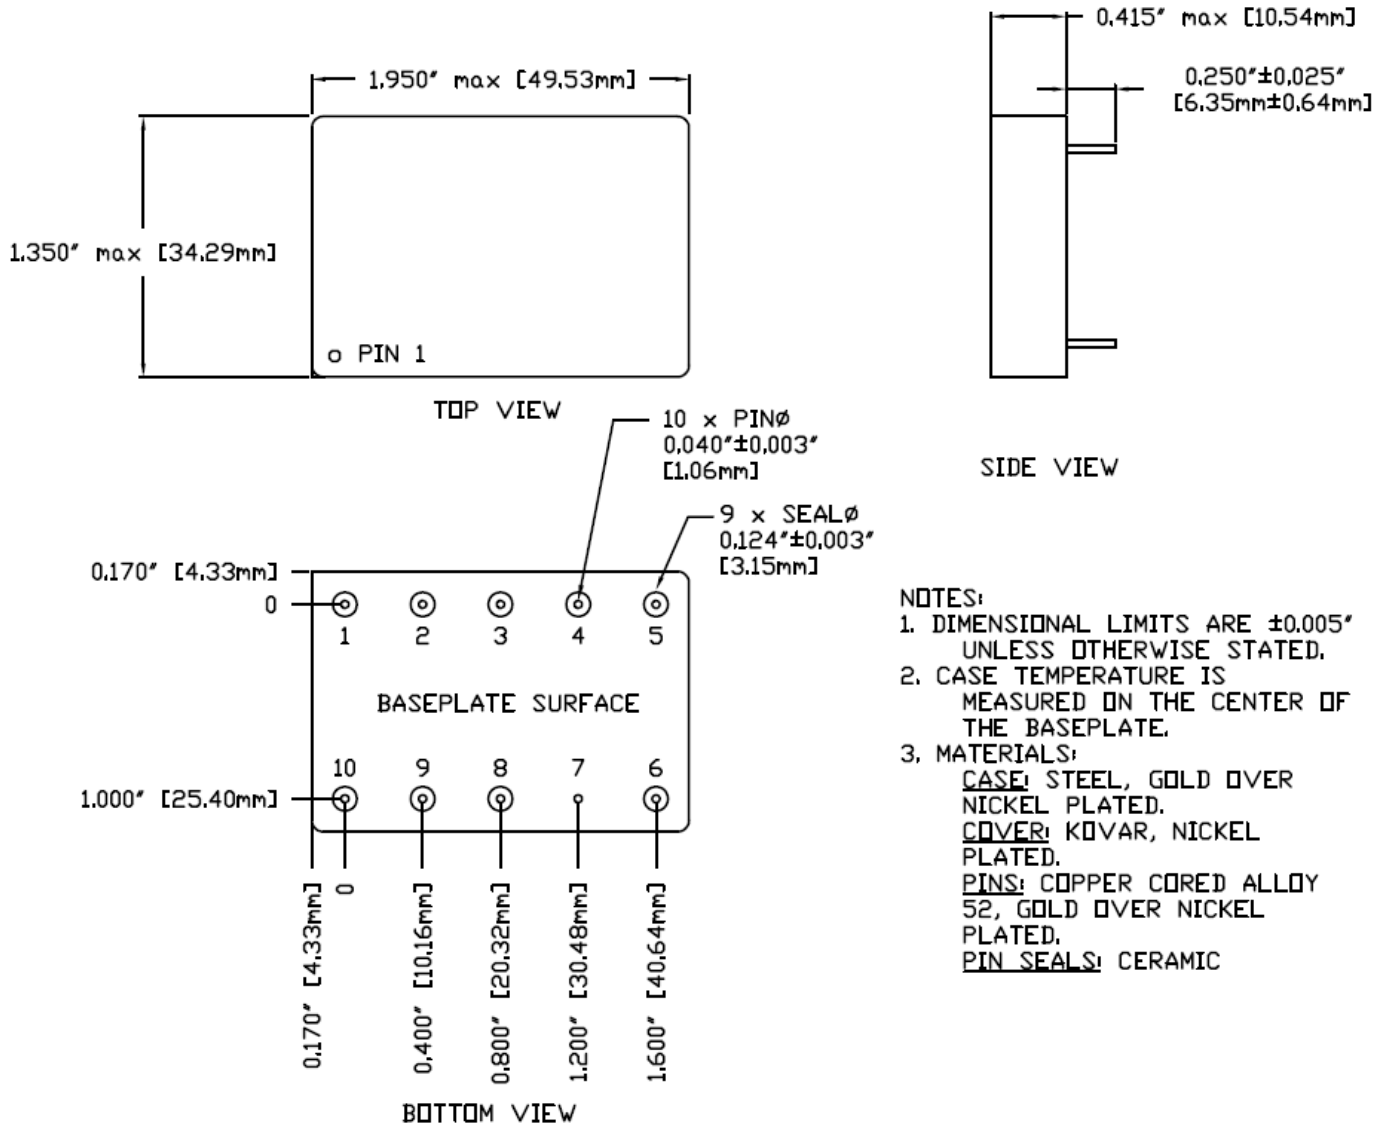 0.415″ max [10.54mm]
0.250″±0.025″
[6.35mm±0.64mm]
1.950″ max [49.53mm]
1.350″ max [34.29mm]
o PIN 1
TOP VIEW
SIDE VIEW
10 x PINø
0.040″±0.003″
[1.06mm]
9 x SEALø
0.124″±0.003″
[3.15mm]
0.170″ [4.33mm]
0
1 2 3 4 5
BASEPLATE SURFACE
10 9 8 7 6
1.000″ [25.40mm]
0.170″ [4.33mm]
0
0.400″ [10.16mm]
0.800″ [20.32mm]
1.200″ [30.48mm]
1.600″ [40.64mm]
BOTTOM VIEW
NOTES:
1. DIMENSIONAL LIMITS ARE ±0.005″
UNLESS OTHERWISE STATED.
2. CASE TEMPERATURE IS
MEASURED ON THE CENTER OF
THE BASEPLATE.
3. MATERIALS:
CASE: STEEL, GOLD OVER
NICKEL PLATED.
COVER: KOVAR, NICKEL
PLATED.
PINS: COPPER CORED ALLOY
52, GOLD OVER NICKEL
PLATED.
PIN SEALS: CERAMIC